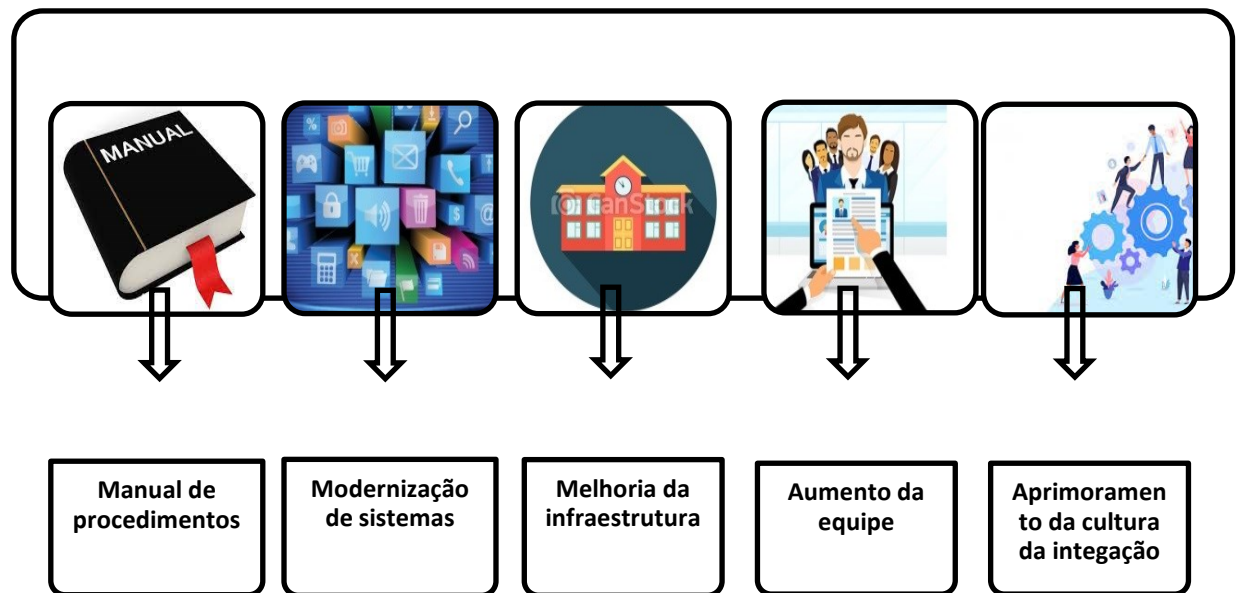 MANUAL
© CanStock
Manual de
procedimentos
Modernização
de sistemas
Melhoria da
infraestrutura
Aumento da
equipe
Aprimoramen
to da cultura
da integação